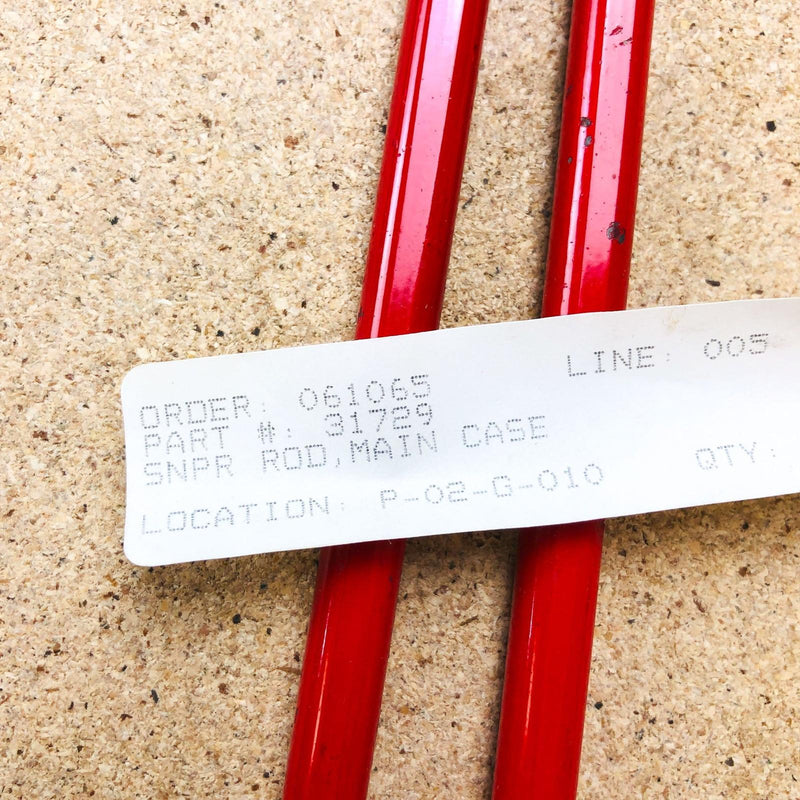 ORDER: 061065 LINE: 005
PART #: 31729
SNPR ROD,MAIN CASE
LOCATION: P-02-G-010 QTY: